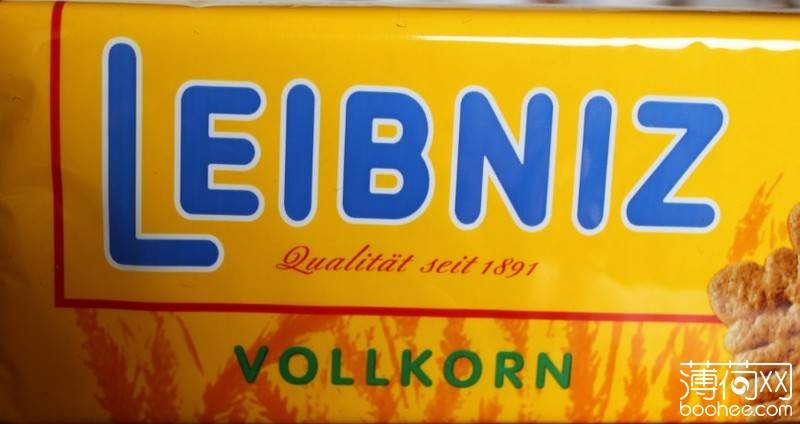 LEIBNIZ
Qualität seit 1891
VOLLKORN
薄荷网
boohee.com